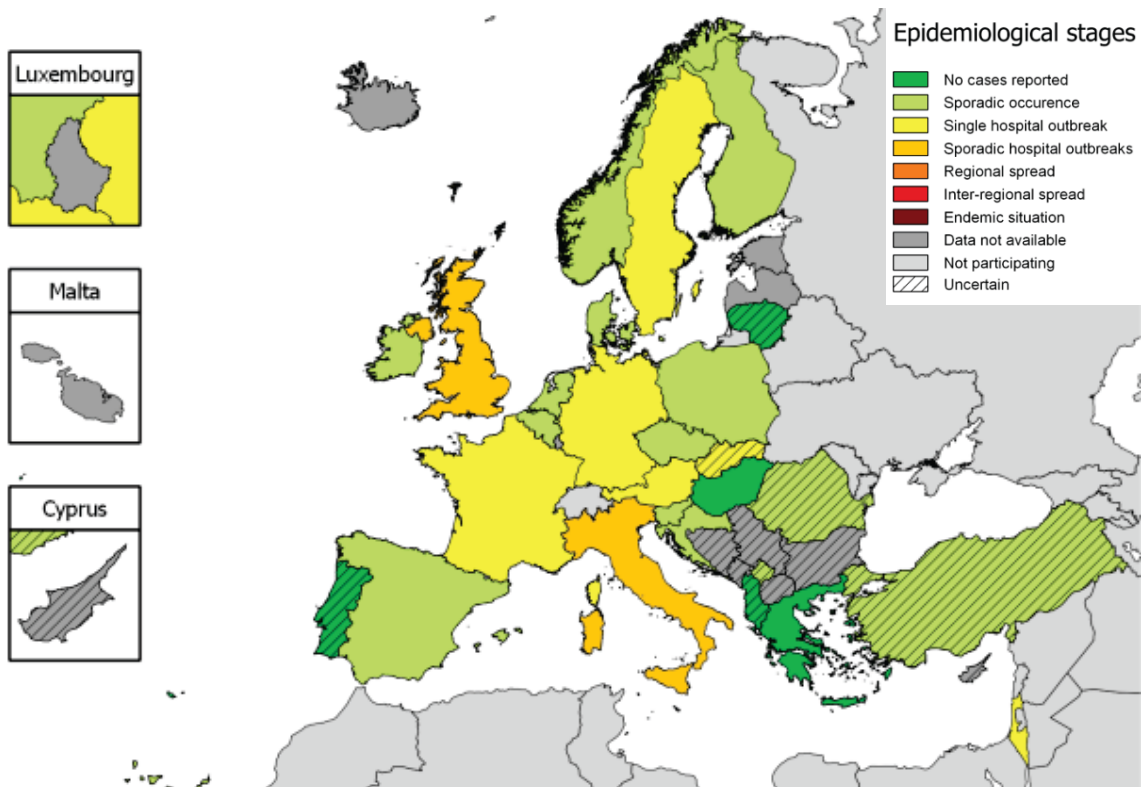 Epidemiological stages
No cases reported
Sporadic occurence
Single hospital outbreak
Sporadic hospital outbreaks
Regional spread
Inter-regional spread
Endemic situation
Data not available
Not participating
Uncertain
Luxembourg
Malta
Cyprus